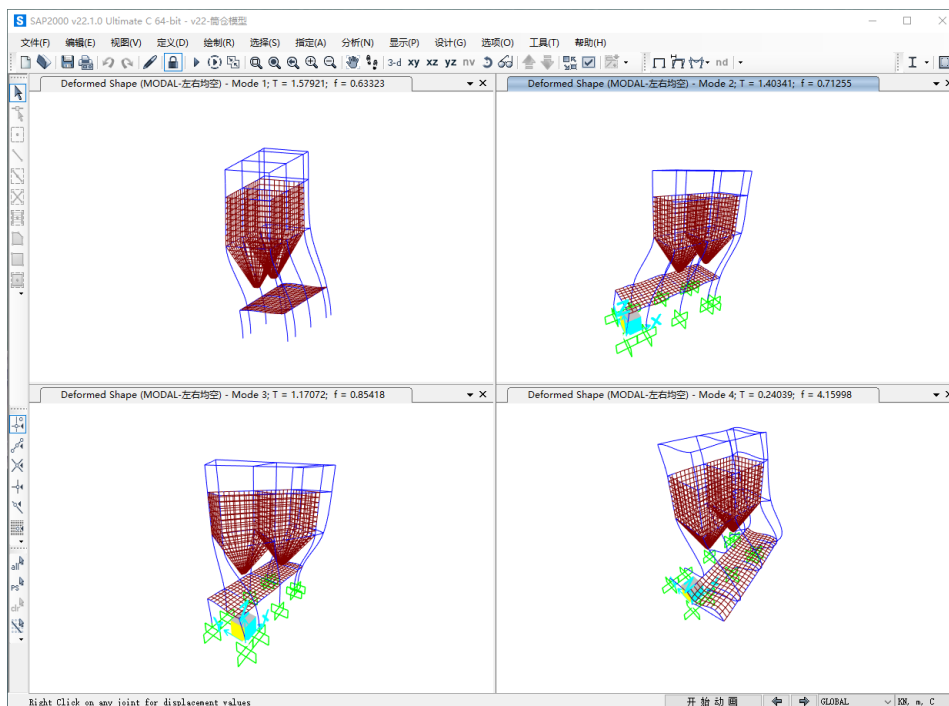 S SAP2000 v22.1.0 Ultimate C 64-bit - v22-筒仓模型
文件(F) 编辑(E) 视图(V) 定义(D) 绘制(R) 选择(S) 指定(A) 分析(N) 显示(P) 设计(G) 选项(O) 工具(T) 帮助(H)
3-d xy xz yz nv nd
Deformed Shape (MODAL-左右均空) - Mode 1; T = 1.57921; f = 0.63323
Deformed Shape (MODAL-左右均空) - Mode 2; T = 1.40341; f = 0.71255
Deformed Shape (MODAL-左右均空) - Mode 3; T = 1.17072; f = 0.85418
Deformed Shape (MODAL-左右均空) - Mode 4; T = 0.24039; f = 4.15998
all
PS
clr
Right Click on any joint for displacement values
开始动画
GLOBAL
KN, m, C